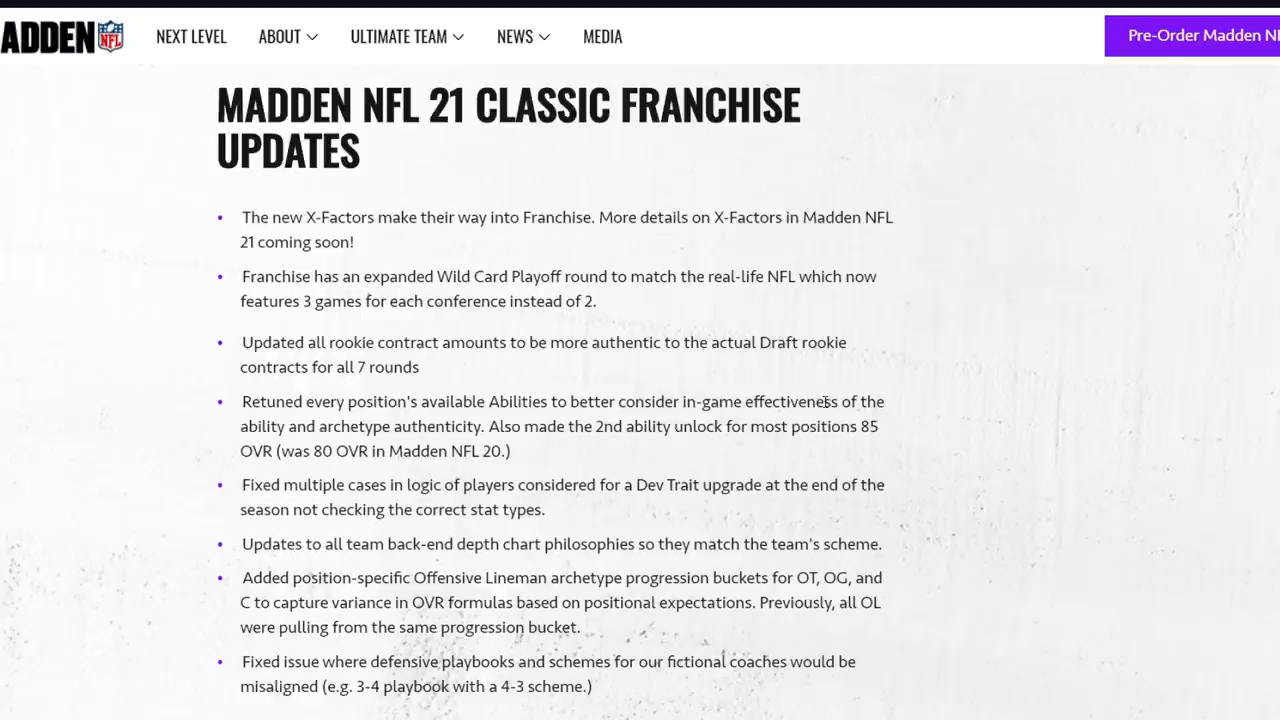 ADDEN NFL NEXT LEVEL ABOUT ULTIMATE TEAM NEWS MEDIA Pre-Order Madden
MADDEN NFL 21 CLASSIC FRANCHISE
UPDATES
• The new X-Factors make their way into Franchise. More details on X-Factors in Madden NFL
21 coming soon!
• Franchise has an expanded Wild Card Playoff round to match the real-life NFL which now
features 3 games for each conference instead of 2.
• Updated all rookie contract amounts to be more authentic to the actual Draft rookie
contracts for all 7 rounds
• Retuned every position's available Abilities to better consider in-game effectiveness of the
ability and archetype authenticity. Also made the 2nd ability unlock for most positions 85
OVR (was 80 OVR in Madden NFL 20.)
• Fixed multiple cases in logic of players considered for a Dev Trait upgrade at the end of the
season not checking the correct stat types.
• Updates to all team back-end depth chart philosophies so they match the team's scheme.
• Added position-specific Offensive Lineman archetype progression buckets for OT, OG, and
C to capture variance in OVR formulas based on positional expectations. Previously, all OL
were pulling from the same progression bucket.
• Fixed issue where defensive playbooks and schemes for our fictional coaches would be
misaligned (e.g. 3-4 playbook with a 4-3 scheme.)